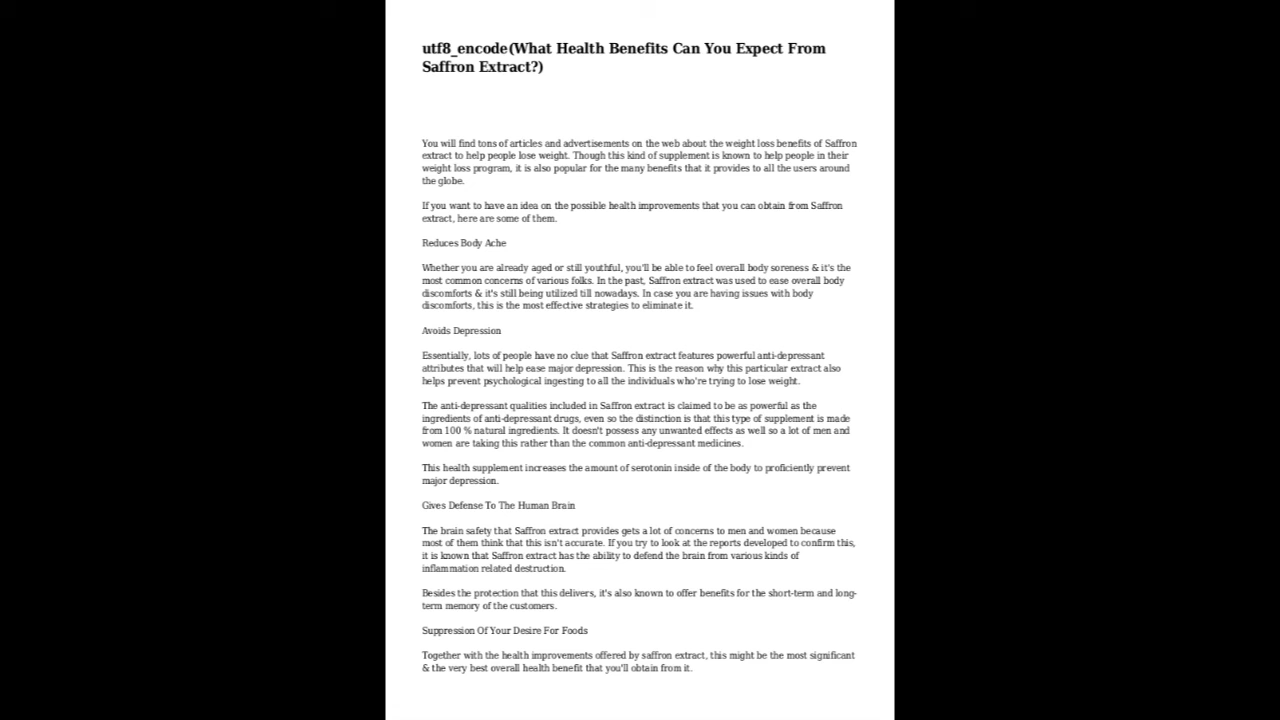 utf8_encode(What Health Benefits Can You Expect From
Saffron Extract?)
You will find tons of articles and advertisements on the web about the weight loss benefits of Saffron
extract to help people lose weight. Though this kind of supplement is known to help people in their
weight loss program, it is also popular for the many benefits that it provides to all the users around
the globe.
If you want to have an idea on the possible health improvements that you can obtain from Saffron
extract, here are some of them.
Reduces Body Ache
Whether you are already aged or still youthful, you'll be able to feel overall body soreness & it's the
most common concerns of various folks. In the past, Saffron extract was used to ease overall body
discomforts & it's still being utilized till nowadays. In case you are having issues with body
discomforts, this is the most effective strategies to eliminate it.
Avoids Depression
Essentially, lots of people have no clue that Saffron extract features powerful anti-depressant
attributes that will help ease major depression. This is the reason why this particular extract also
helps prevent psychological ingesting to all the individuals who're trying to lose weight.
The anti-depressant qualities included in Saffron extract is claimed to be as powerful as the
ingredients of anti-depressant drugs, even so the distinction is that this type of supplement is made
from 100 % natural ingredients. It doesn't possess any unwanted effects as well so a lot of men and
women are taking this rather than the common anti-depressant medicines.
This health supplement increases the amount of serotonin inside of the body to proficiently prevent
major depression.
Gives Defense To The Human Brain
The brain safety that Saffron extract provides gets a lot of concerns to men and women because
most of them think that this isn't accurate. If you try to look at the reports developed to confirm this,
it is known that Saffron extract has the ability to defend the brain from various kinds of
inflammation related destruction.
Besides the protection that this delivers, it's also known to offer benefits for the short-term and long-
term memory of the customers.
Suppression Of Your Desire For Foods
Together with the health improvements offered by saffron extract, this might be the most significant
& the very best overall health benefit that you'll obtain from it.